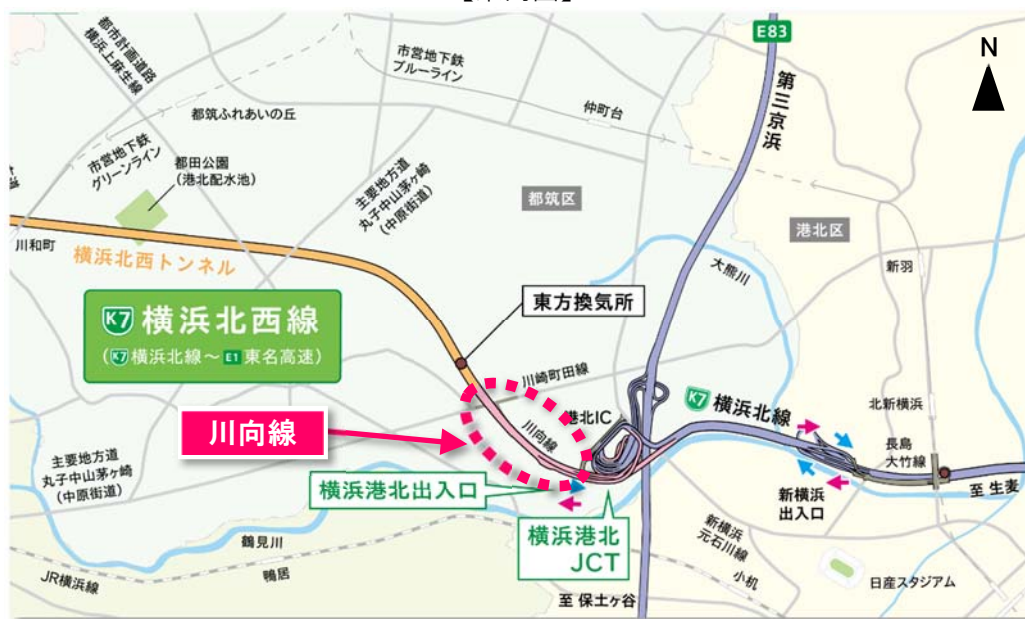 E83
N
都市計画道路
横浜上麻生線
市営地下鉄
ブルーライン
第三京浜
仲町台
都筑ふれあいの丘
市営地下鉄
グリーンライン
都田公園
(港北配水池)
主要地方道
丸子中山茅ヶ崎
(中原街道)
都筑区
港北区
川和町
横浜北西トンネル
大熊川
新羽
東方換気所
K7 横浜北西線
(K7 横浜北線~E1 東名高速)
川崎町田線
港北IC
K7 横浜北線
北新横浜
川向線
川向線
長島
大竹線
主要地方道
丸子中山茅ヶ崎
(中原街道)
横浜港北出入口
新横浜
出入口
至 生麦
横浜港北
JCT
新横浜
元石川線
鶴見川
JR横浜線
鴨居
小机
日産スタジアム
至 保土ヶ谷